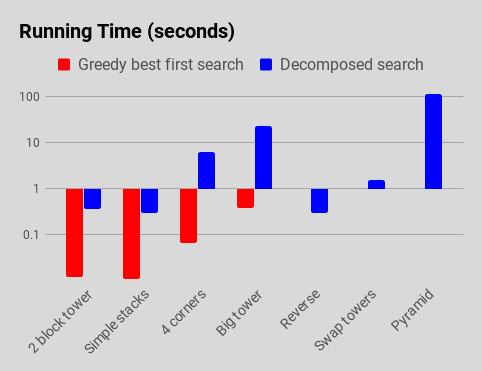 Running Time (seconds)
Greedy best first search Decomposed search
100
10
1
0.1
2 block tower
Simple stacks
4 corners
Big tower
Reverse
Swap towers
Pyramid